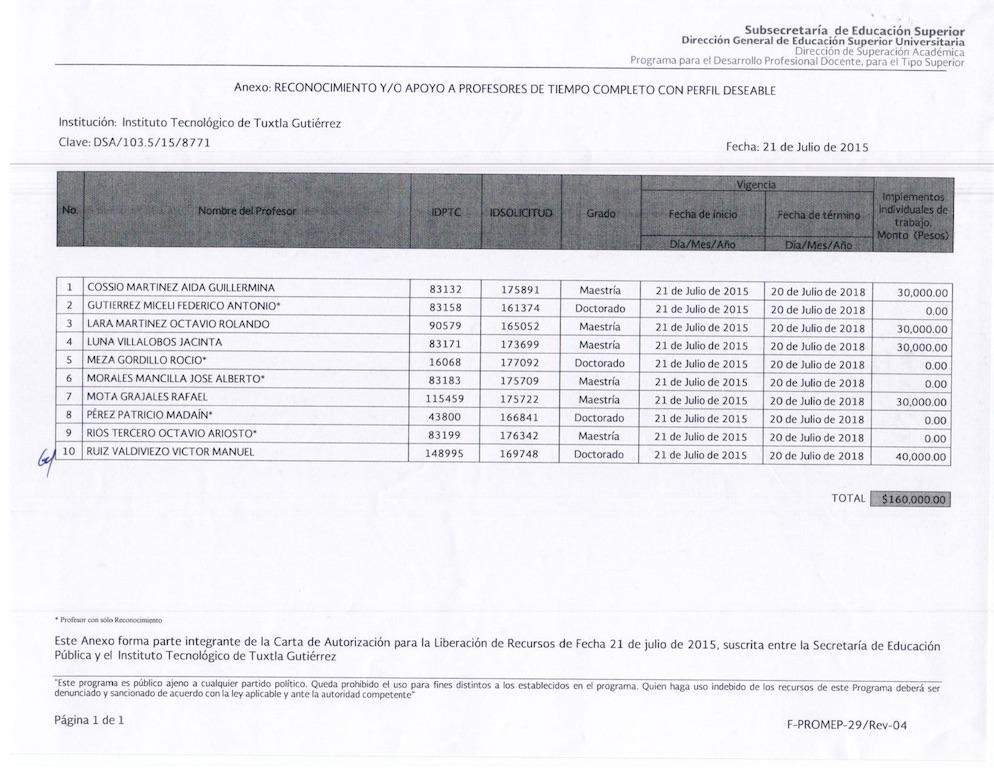 Subsecretaría de Educación Superior
Dirección General de Educación Superior Universitaria
Dirección de Superación Académica
Programa para el Desarrollo Profesional Docente, para el Tipo Superior
Anexo: RECONOCIMIENTO Y/O APOYO A PROFESORES DE TIEMPO COMPLETO CON PERFIL DESEABLE
Institución: Instituto Tecnológico de Tuxtla Gutiérrez
Clave: DSA/103.5/15/8771
Fecha: 21 de Julio de 2015
No. Nombre del Profesor IDPTC IDSOLICITUD Grado Vigencia Fecha de inicio Día/Mes/Año Fecha de término Día/Mes/Año Implementos individuales de trabajo. Monto (Pesos)
1 COSSIO MARTINEZ AIDA GUILLERMINA 83132 175891 Maestría 21 de Julio de 2015 20 de Julio de 2018 30,000.00
2 GUTIERREZ MICELI FEDERICO ANTONIO* 83158 161374 Doctorado 21 de Julio de 2015 20 de Julio de 2018 0.00
3 LARA MARTINEZ OCTAVIO ROLANDO 90579 165052 Maestría 21 de Julio de 2015 20 de Julio de 2018 30,000.00
4 LUNA VILLALOBOS JACINTA 83171 173699 Maestría 21 de Julio de 2015 20 de Julio de 2018 30,000.00
5 MEZA GORDILLO ROCIO* 16068 177092 Doctorado 21 de Julio de 2015 20 de Julio de 2018 0.00
6 MORALES MANCILLA JOSE ALBERTO* 83183 175709 Maestría 21 de Julio de 2015 20 de Julio de 2018 0.00
7 MOTA GRAJALES RAFAEL 115459 175722 Maestría 21 de Julio de 2015 20 de Julio de 2018 30,000.00
8 PÉREZ PATRICIO MADAÍN* 43800 166841 Doctorado 21 de Julio de 2015 20 de Julio de 2018 0.00
9 RIOS TERCERO OCTAVIO ARIOSTO* 83199 176342 Maestría 21 de Julio de 2015 20 de Julio de 2018 0.00
10 RUIZ VALDIVIEZO VICTOR MANUEL 148995 169748 Doctorado 21 de Julio de 2015 20 de Julio de 2018 40,000.00
TOTAL $160,000.00
* Profesor con sólo Reconocimiento
Este Anexo forma parte integrante de la Carta de Autorización para la Liberación de Recursos de Fecha 21 de julio de 2015, suscrita entre la Secretaría de Educación
Pública y el Instituto Tecnológico de Tuxtla Gutiérrez
"Este programa es público ajeno a cualquier partido político. Queda prohibido el uso para fines distintos a los establecidos en el programa. Quien haga uso indebido de los recursos de este Programa deberá ser
denunciado y sancionado de acuerdo con la ley aplicable y ante la autoridad competente"
Página 1 de 1
F-PROMEP-29/Rev-04